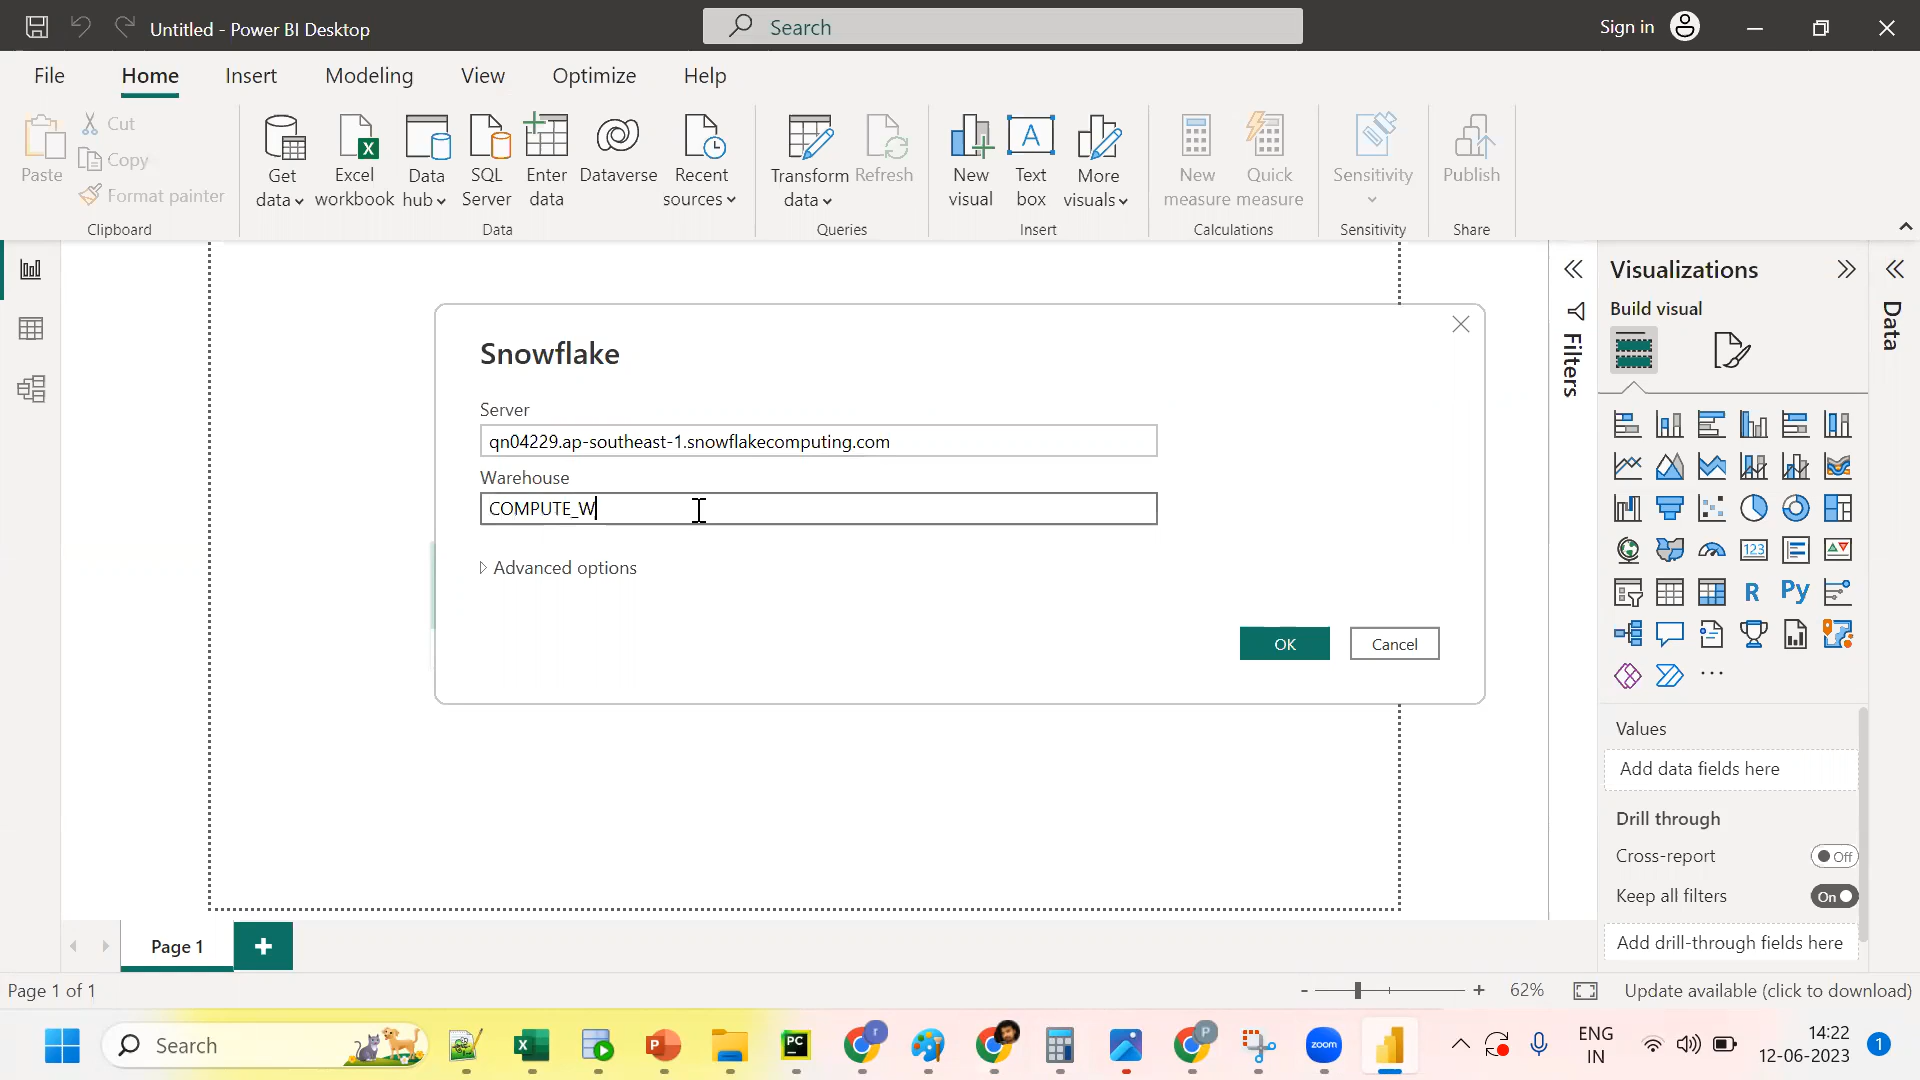 Untitled - Power BI Desktop
Search
Sign in
File
Home
Insert
Modeling
View
Optimize
Help
Paste
Cut
Copy
Format painter
Clipboard
Get data
Excel workbook
Data hub
SQL Server
Enter data
Dataverse
Recent sources
Data
Transform data
Refresh
Queries
New visual
Text box
More visuals
Insert
New measure
Quick measure
Calculations
Sensitivity
Sensitivity
Publish
Share
Snowflake
Server
qn04229.ap-southeast-1.snowflakecomputing.com
Warehouse
COMPUTE_W
Advanced options
OK
Cancel
Filters
Visualizations
Build visual
Data
123
R
Py
Values
Add data fields here
Drill through
Cross-report
Off
Keep all filters
On
Add drill-through fields here
Page 1
Page 1 of 1
62%
Update available (click to download)
Search
PC
zoom
ENG
IN
14:22
12-06-2023
1